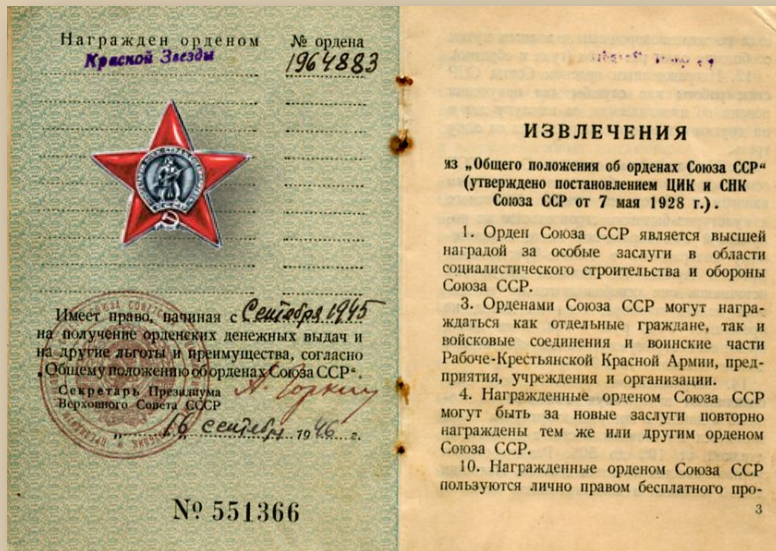 Награжден орденом
№ ордена
Красной Звезды
1964883
Имеет право, начиная с Сентября 1945
на получение орденских денежных выдач и
на другие льготы и преимущества, согласно
„Общему положению об орденах Союза ССР“.
Секретарь Президиума
Верховного Совета СССР
А Горкин
„ 16 „ сентября 1946 г.
№ 551366
ИЗВЛЕЧЕНИЯ
из „Общего положения об орденах Союза ССР“
(утверждено постановлением ЦИК и СНК
Союза ССР от 7 мая 1928 г.).
1. Орден Союза ССР является высшей
наградой за особые заслуги в области
социалистического строительства и обороны
Союза ССР.
3. Орденами Союза ССР могут награ-
ждаться как отдельные граждане, так и
войсковые соединения и воинские части
Рабоче-Крестьянской Красной Армии, пред-
приятия, учреждения и организации.
4. Награжденные орденом Союза ССР
могут быть за новые заслуги повторно
награждены тем же или другим орденом
Союза ССР.
10. Награжденные орденом Союза ССР
пользуются лично правом бесплатного про-
3